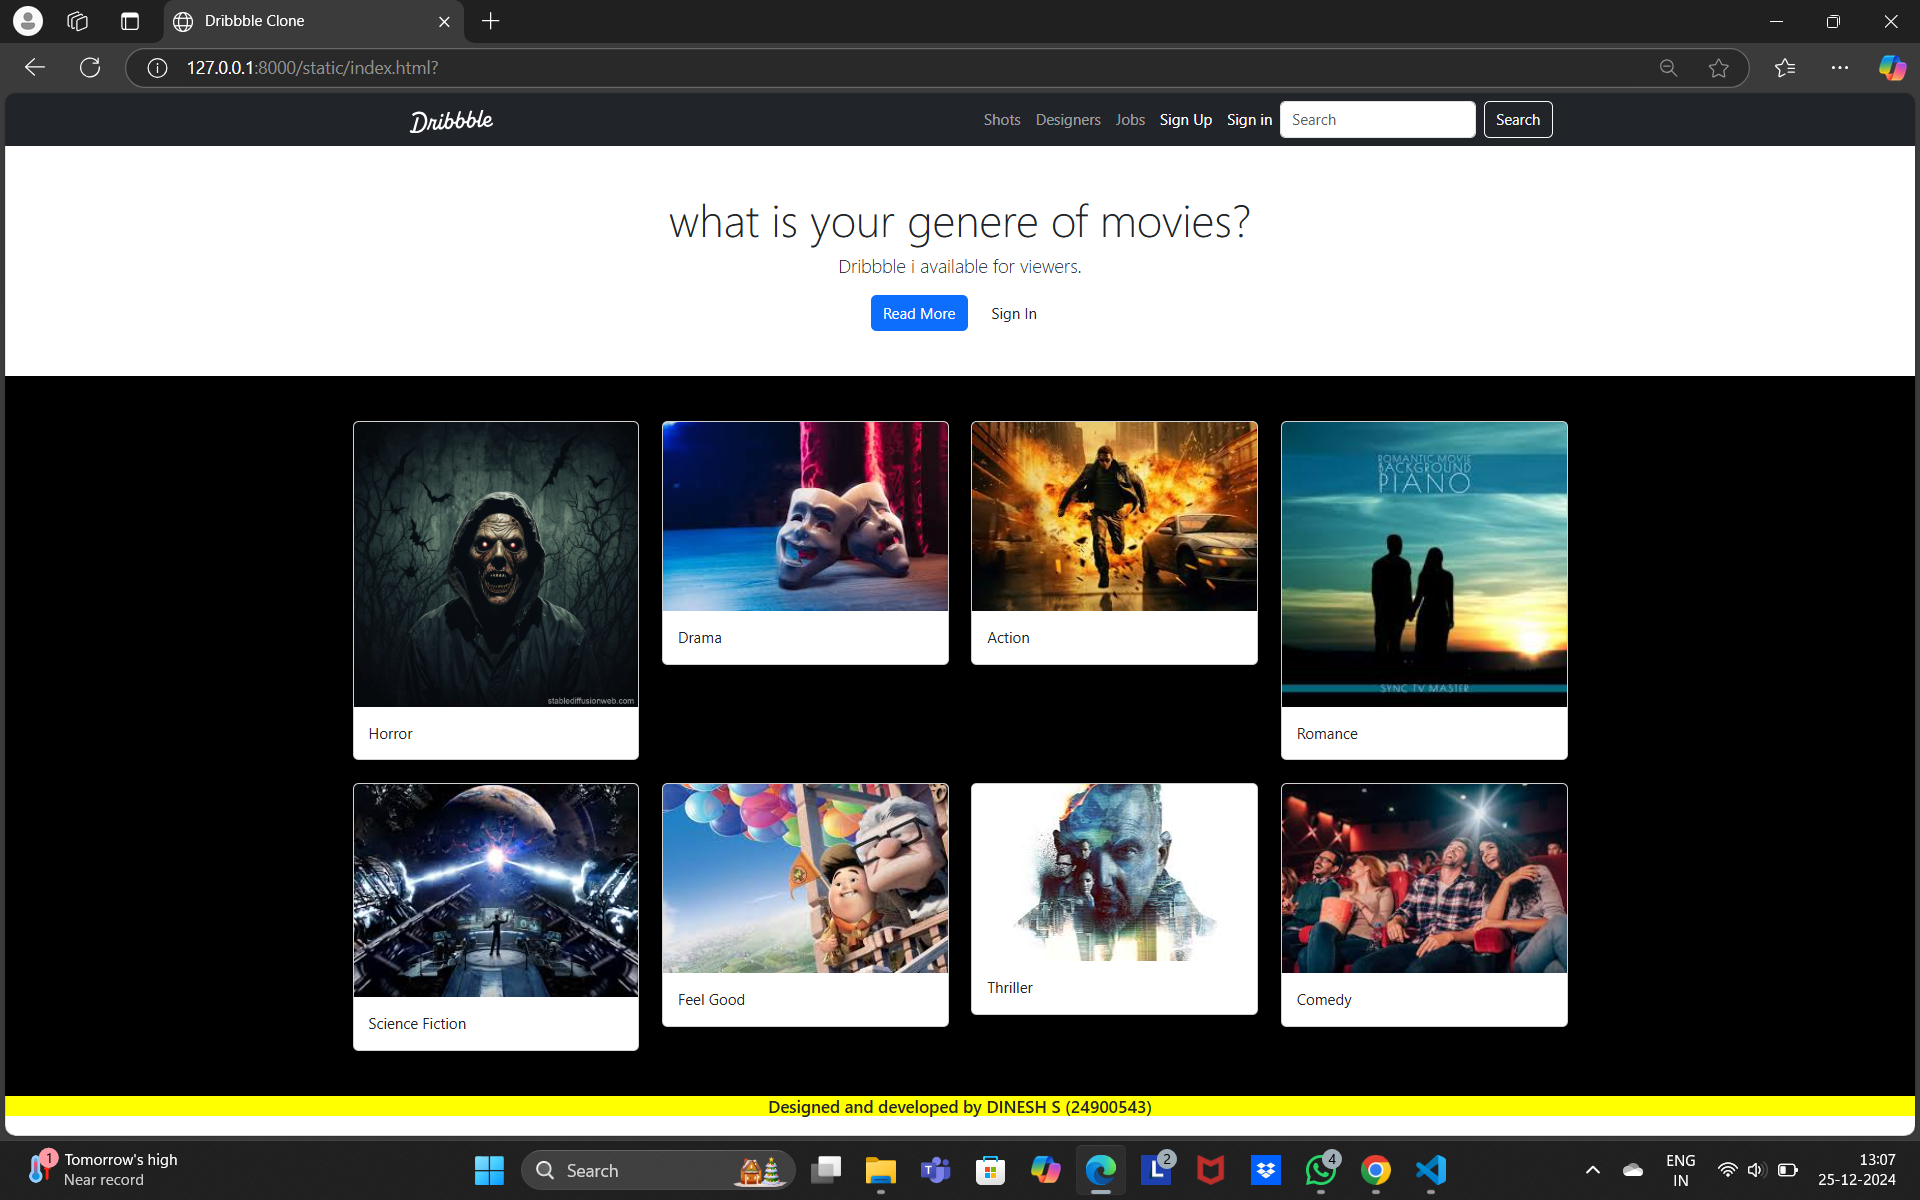 Dribbble Clone
127.0.0.1:8000/static/index.html?
Dribbble
Shots Designers Jobs Sign Up Sign in Search Search
what is your genere of movies?
Dribbble i available for viewers.
Read More Sign In
ROMANTIC MOVIE
BACKGROUND
PIANO
SYNC TV MASTER
stablediffusionweb.com
Drama
Action
Horror
Romance
Science Fiction
Feel Good
Thriller
Comedy
Designed and developed by DINESH S (24900543)
1
Tomorrow's high
Near record
Search
L
2
4
ENG
IN
13:07
25-12-2024